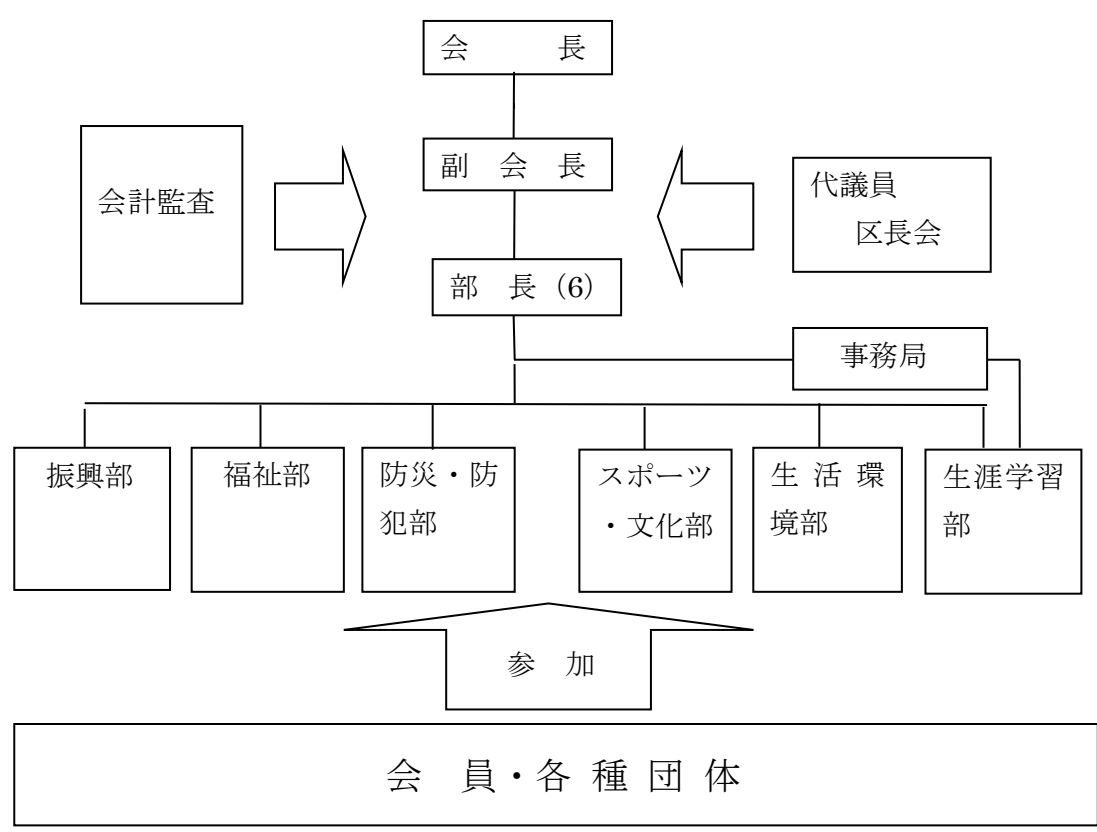 会　　　長
副　会　長
会計監査
代議員
区長会
部　長（6）
事務局
振興部
福祉部
防災・防
犯部
スポーツ
・文化部
生 活 環
境部
生涯学習
部
参　加
会　員・各 種 団 体